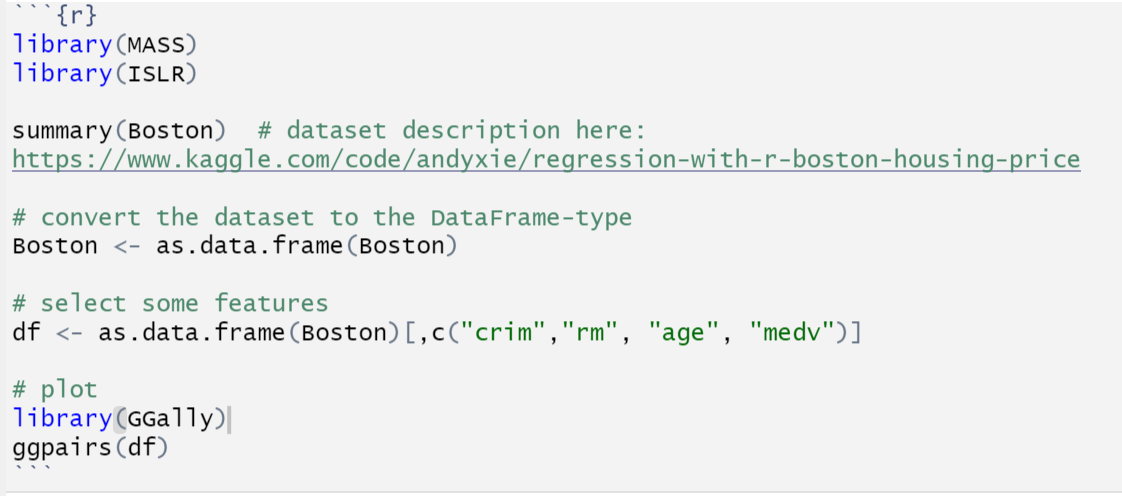 ```{r}
library(MASS)
library(ISLR)
summary(Boston)  # dataset description here:
https://www.kaggle.com/code/andyxie/regression-with-r-boston-housing-price
# convert the dataset to the DataFrame-type
Boston <- as.data.frame(Boston)
# select some features
df <- as.data.frame(Boston)[,c("crim","rm", "age", "medv")]
# plot
library(GGally)
ggpairs(df)
```